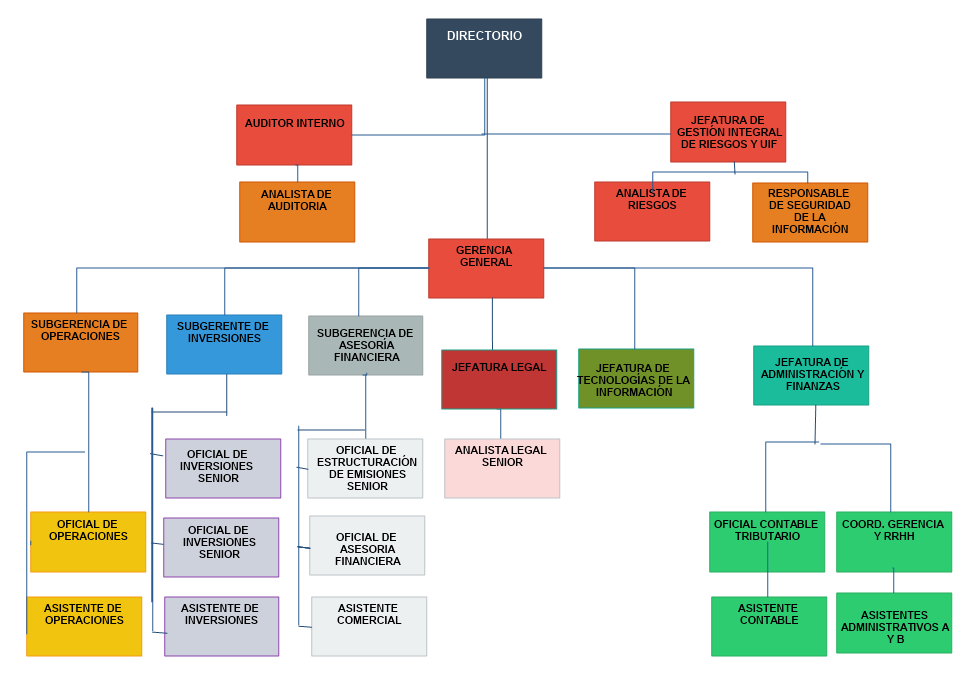 DIRECTORIO
AUDITOR INTERNO
JEFATURA DE
GESTIÓN INTEGRAL
DE RIESGOS Y UIF
ANALISTA DE
AUDITORIA
ANALISTA DE
RIESGOS
RESPONSABLE
DE SEGURIDAD
DE LA
INFORMACIÓN
GERENCIA
GENERAL
SUBGERENCIA DE
OPERACIONES
SUBGERENTE DE
INVERSIONES
SUBGERENCIA DE
ASESORÍA
FINANCIERA
JEFATURA LEGAL
JEFATURA DE
TECNOLOGÍAS DE LA
INFORMACIÓN
JEFATURA DE
ADMINISTRACIÓN Y
FINANZAS
OFICIAL DE
INVERSIONES
SENIOR
OFICIAL DE
ESTRUCTURACIÓN
DE EMISIONES
SENIOR
ANALISTA LEGAL
SENIOR
OFICIAL DE
OPERACIONES
OFICIAL DE
INVERSIONES
SENIOR
OFICIAL DE
ASESORIA
FINANCIERA
OFICIAL CONTABLE
TRIBUTARIO
COORD. GERENCIA
Y RRHH
ASISTENTE DE
OPERACIONES
ASISTENTE DE
INVERSIONES
ASISTENTE
COMERCIAL
ASISTENTE
CONTABLE
ASISTENTES
ADMINISTRATIVOS A
Y B